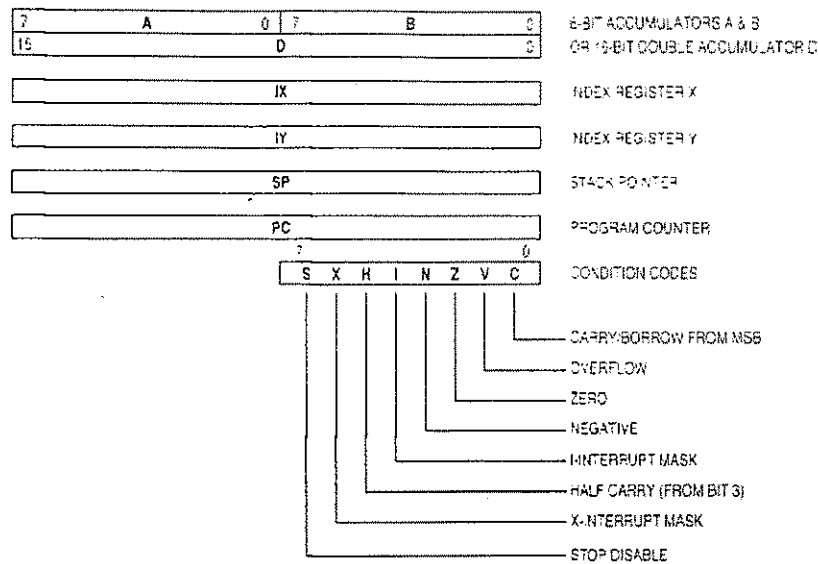 7 A 0 7 B 0 8-BIT ACCUMULATORS A & B
15 D 0 OR 16-BIT DOUBLE ACCUMULATOR D
IX INDEX REGISTER X
IY INDEX REGISTER Y
SP STACK POINTER
PC PROGRAM COUNTER
7 0
S X H I N Z V C CONDITION CODES
CARRY/BORROW FROM MSB
OVERFLOW
ZERO
NEGATIVE
I-INTERRUPT MASK
HALF CARRY (FROM BIT 3)
X-INTERRUPT MASK
STOP DISABLE